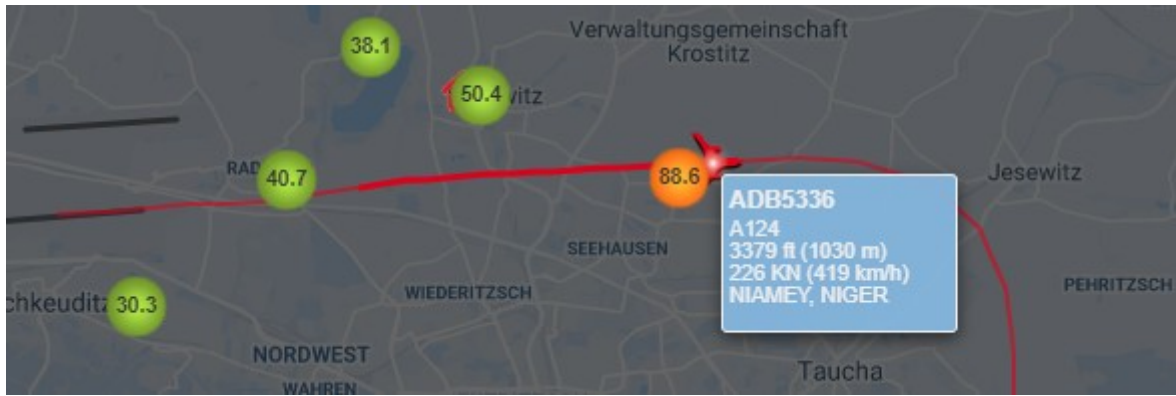 Verwaltungsgemeinschaft
Krostitz
38.1
50.4
witz
RAD
40.7
88.6
Jesewitz
ADB5336
A124
3379 ft (1030 m)
226 KN (419 km/h)
NIAMEY, NIGER
SEEHAUSEN
WIEDERITZSCH
PEHRITZSCH
chkeuditz
30.3
NORDWEST
WAHREN
Taucha